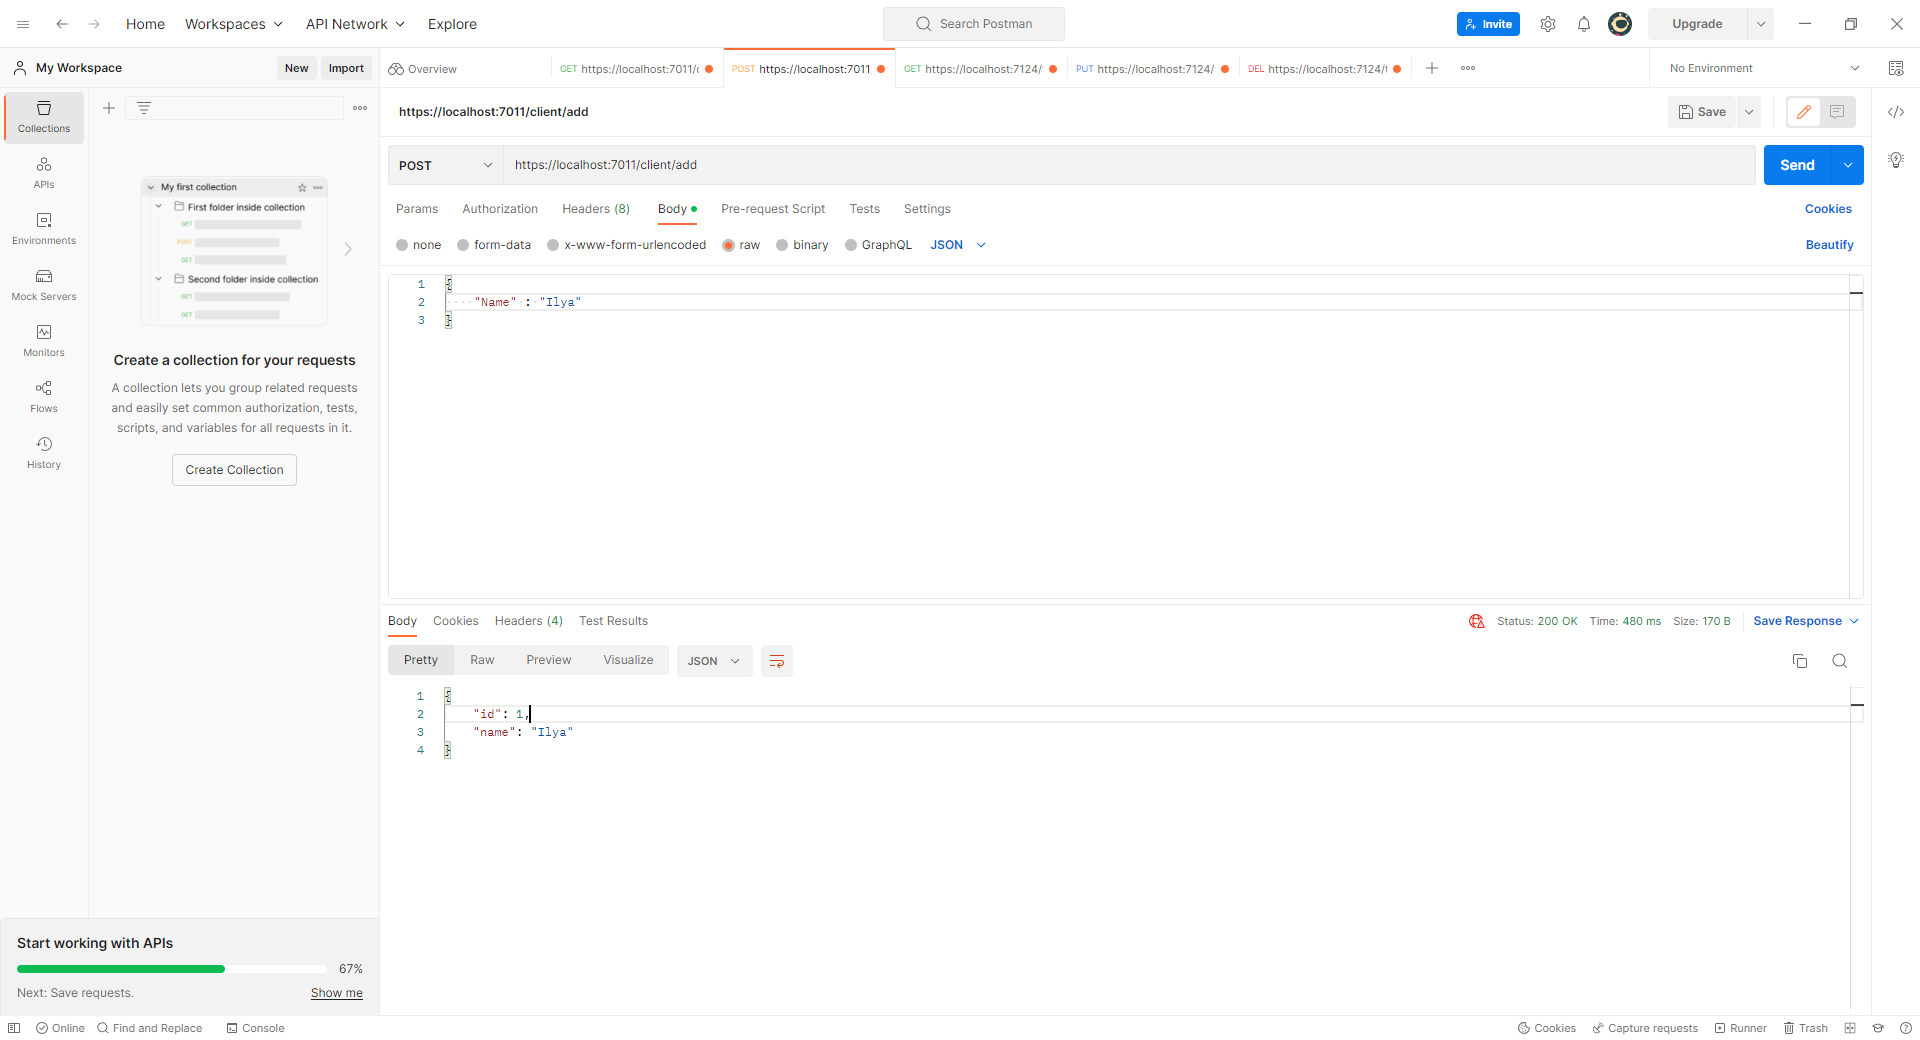 Home Workspaces API Network Explore Search Postman Invite Upgrade
My Workspace New Import Overview GET https://localhost:7011/c POST https://localhost:7011 GET https://localhost:7124/ PUT https://localhost:7124/ DEL https://localhost:7124/ No Environment
Collections
APIs
Environments
Mock Servers
Monitors
Flows
History
My first collection
First folder inside collection
GET
POST
GET
Second folder inside collection
GET
GET
Create a collection for your requests
A collection lets you group related requests
and easily set common authorization, tests,
scripts, and variables for all requests in it.
Create Collection
https://localhost:7011/client/add Save
POST https://localhost:7011/client/add Send
Params Authorization Headers (8) Body Pre-request Script Tests Settings Cookies
none form-data x-www-form-urlencoded raw binary GraphQL JSON Beautify
1 {
2 "Name" : "Ilya"
3 }
Body Cookies Headers (4) Test Results Status: 200 OK Time: 480 ms Size: 170 B Save Response
Pretty Raw Preview Visualize JSON
1 {
2 "id": 1,
3 "name": "Ilya"
4 }
Start working with APIs
67%
Next: Save requests. Show me
Online Find and Replace Console Cookies Capture requests Runner Trash